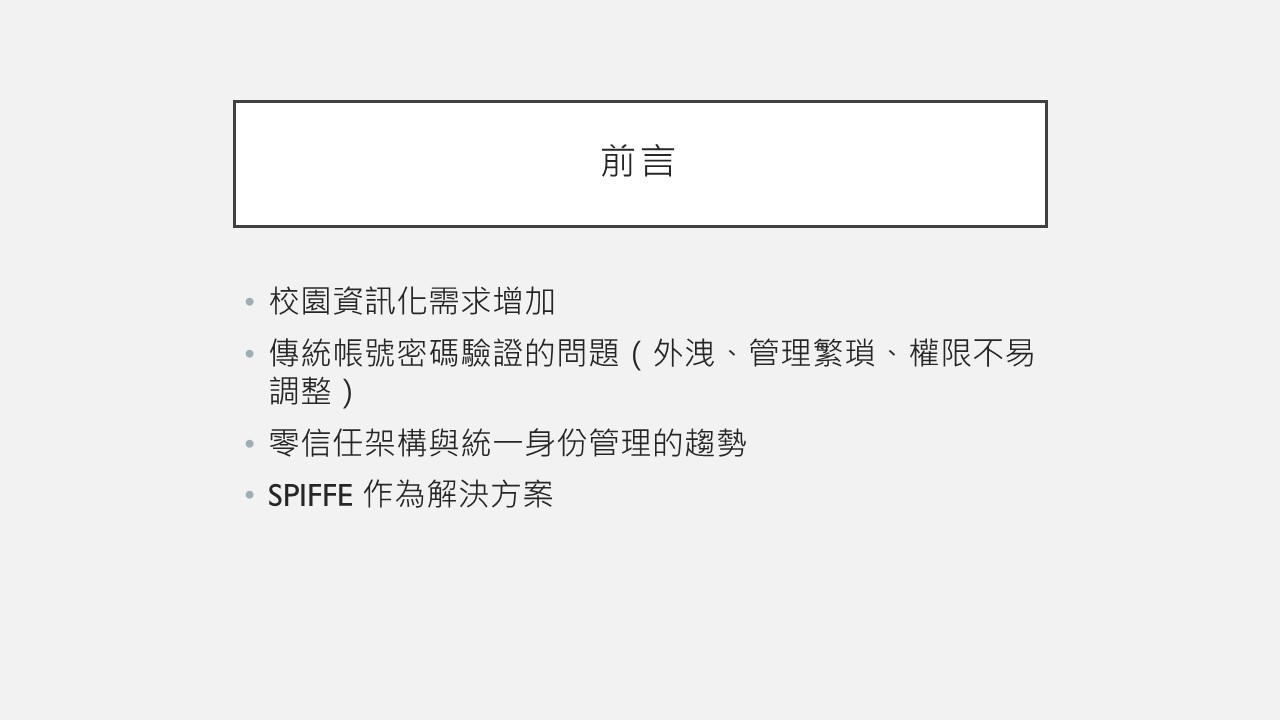 前言
• 校園資訊化需求增加
• 傳統帳號密碼驗證的問題（外洩、管理繁瑣、權限不易
調整）
• 零信任架構與統一身份管理的趨勢
• SPIFFE 作為解決方案